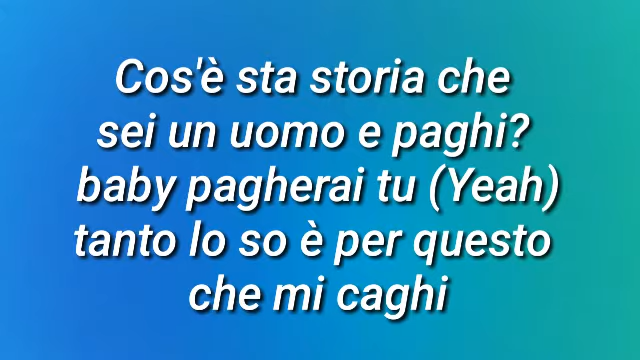 Cos'è sta storia che
sei un uomo e paghi?
baby pagherai tu (Yeah)
tanto lo so è per questo
che mi caghi